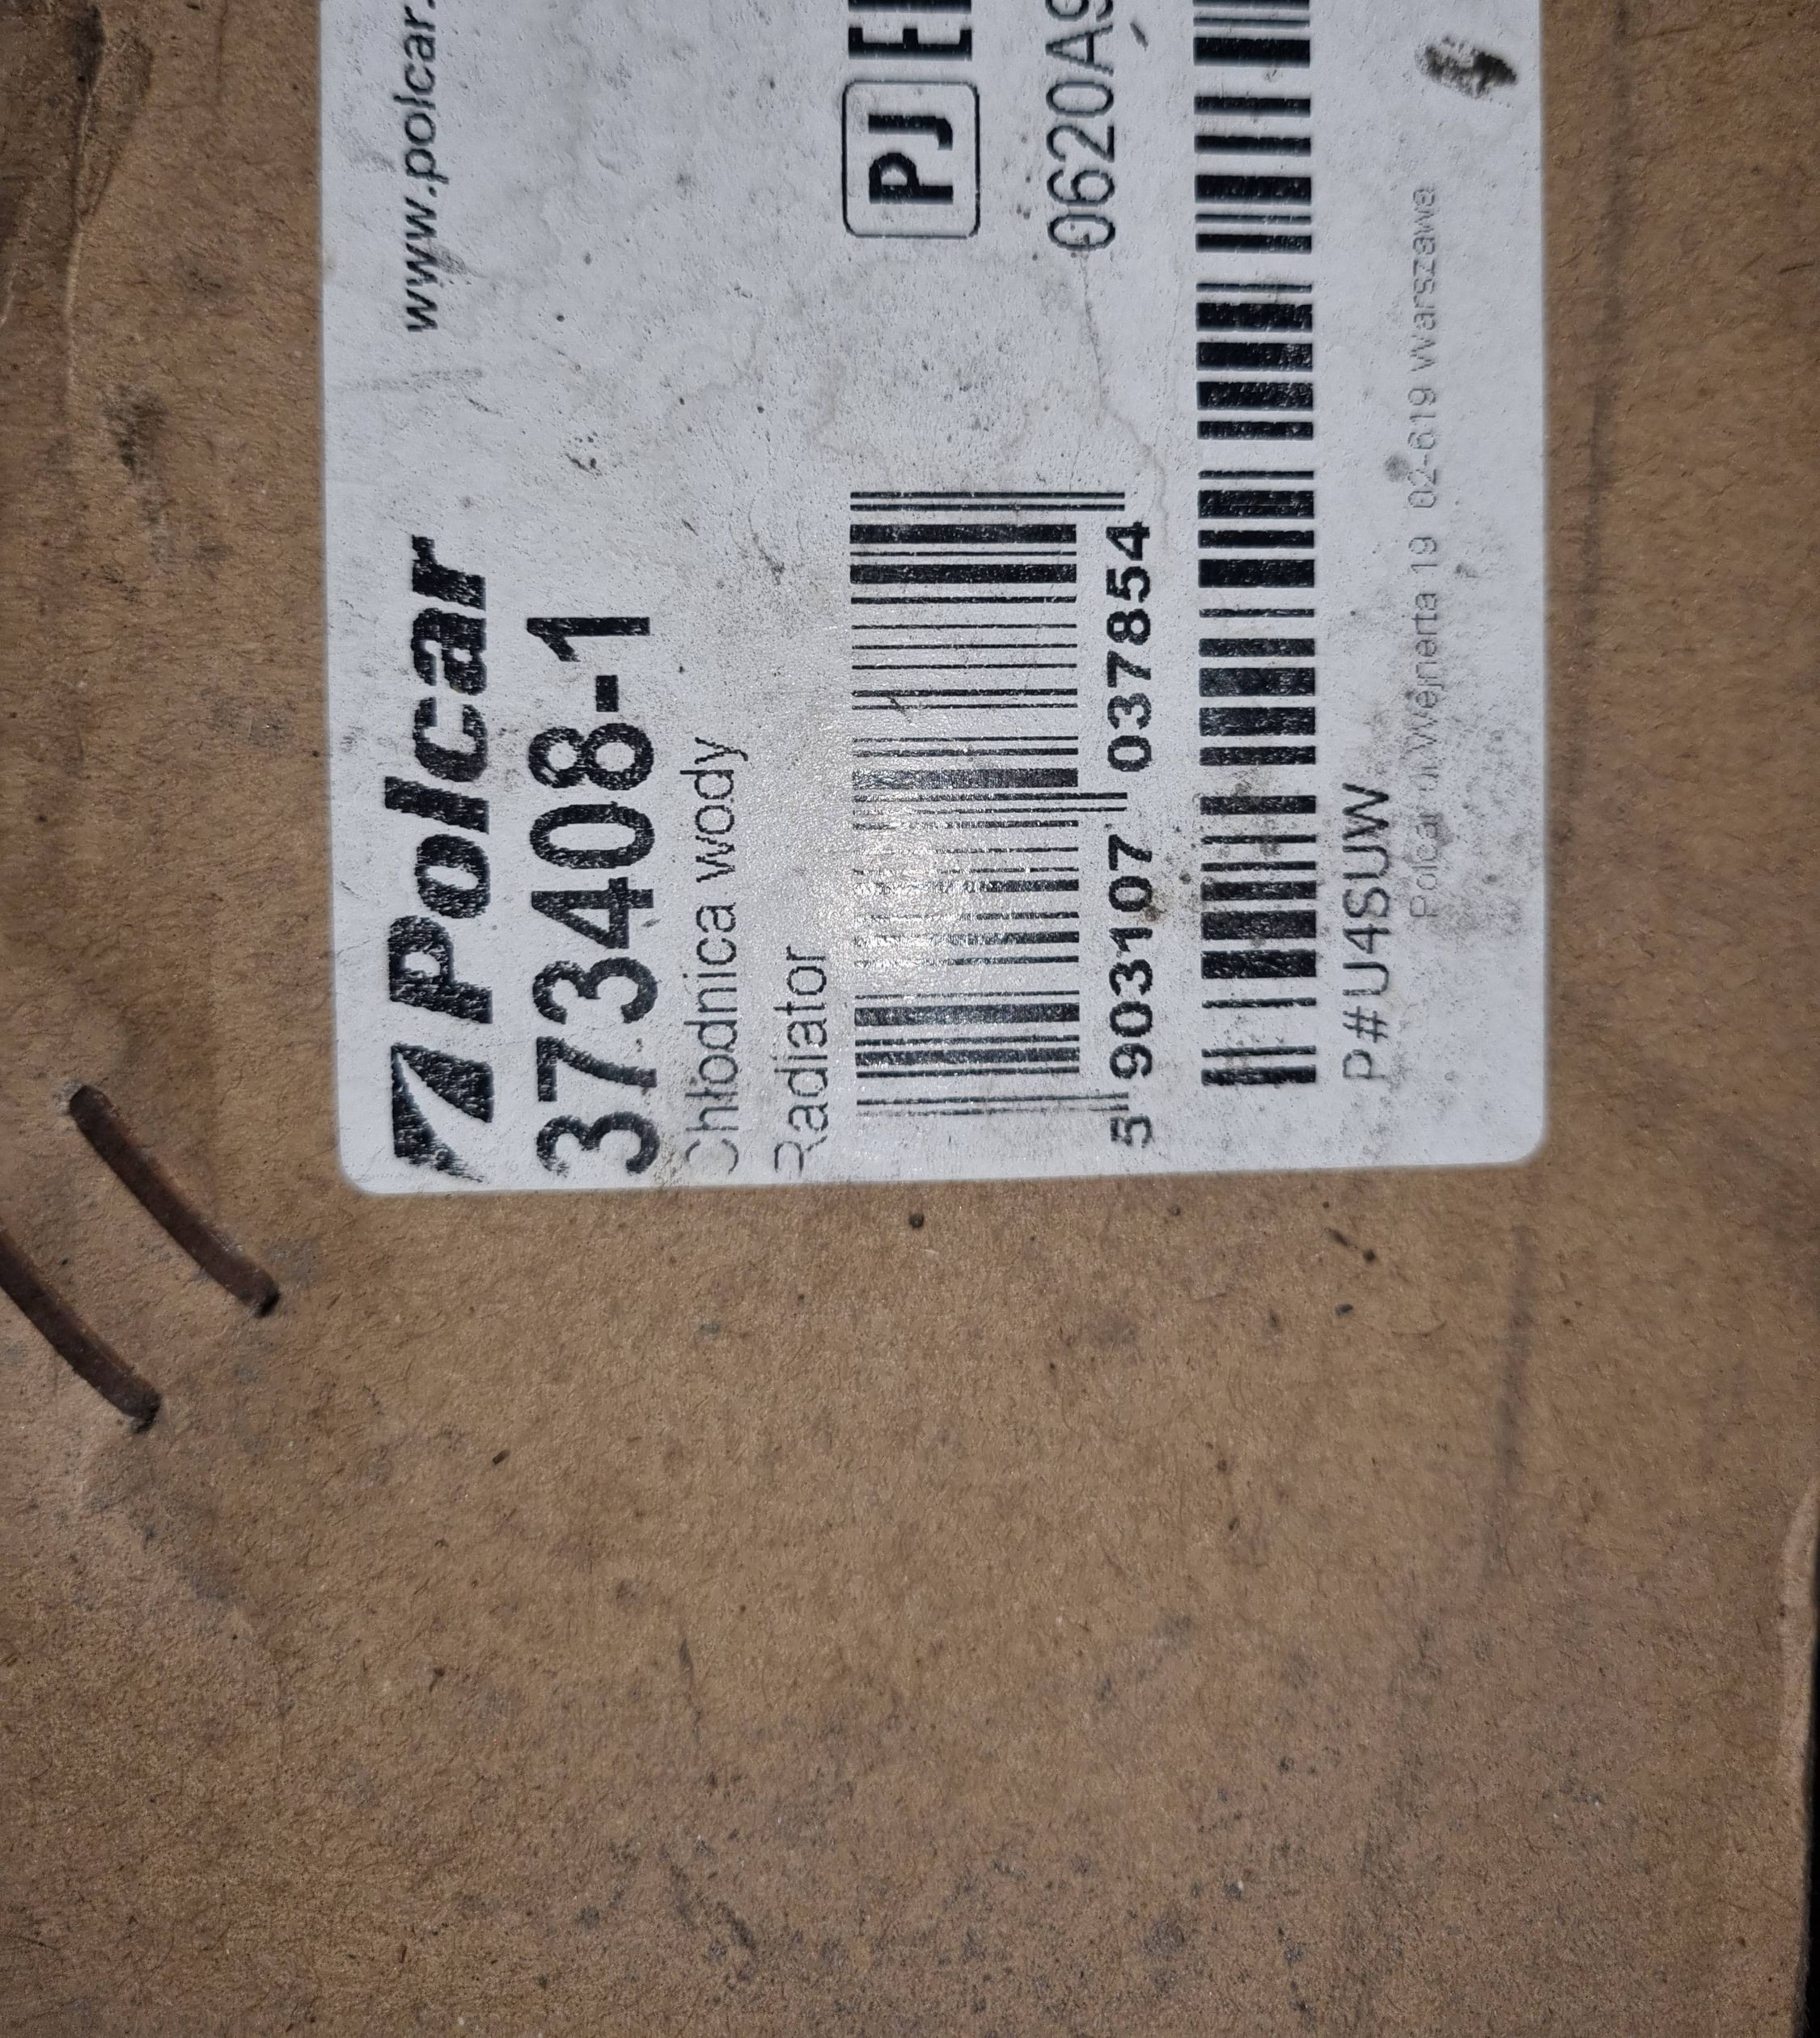 Polcar
www.polcar.
373408-1
Chłodnica wody
Radiator
PJ
5 903107 037854
0620A9
P#U4SUW
Polcar ul.Wejnerta 19 02-619 Warszawa